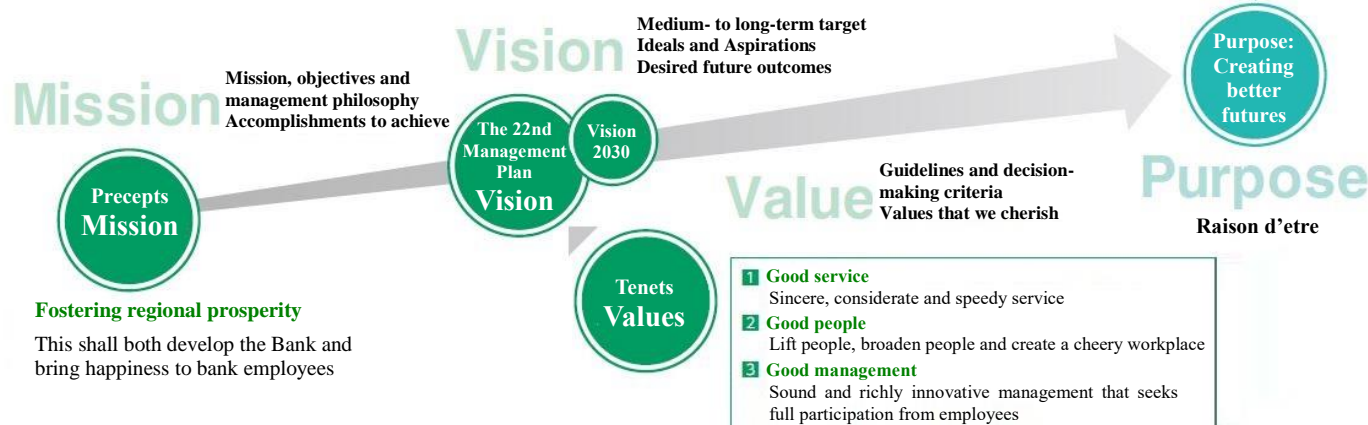 Mission
Mission, objectives and
management philosophy
Accomplishments to achieve
Vision
Medium- to long-term target
Ideals and Aspirations
Desired future outcomes
Purpose:
Creating
better
futures
Precepts
Mission
The 22nd
Management
Plan
Vision
Vision
2030
Value
Guidelines and decision-
making criteria
Values that we cherish
Purpose
Raison d’etre
Fostering regional prosperity
This shall both develop the Bank and
bring happiness to bank employees
Tenets
Values
1 Good service
Sincere, considerate and speedy service
2 Good people
Lift people, broaden people and create a cheery workplace
3 Good management
Sound and richly innovative management that seeks
full participation from employees